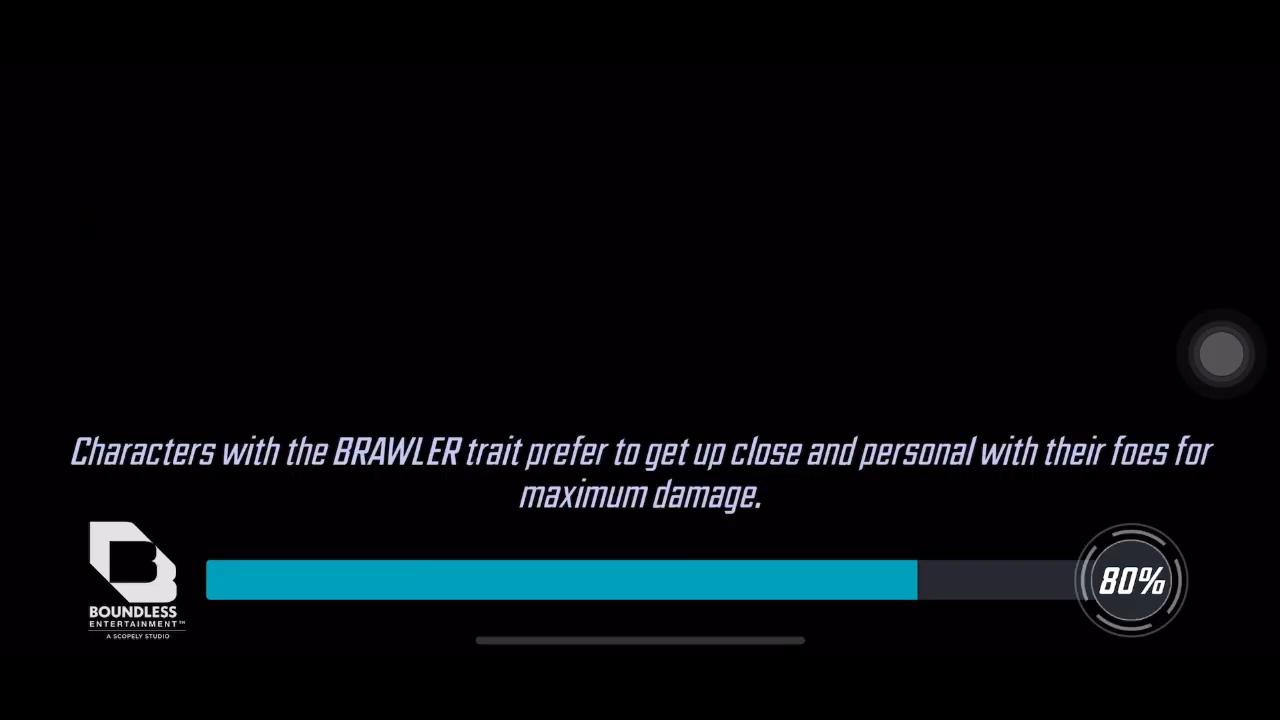 Characters with the BRAWLER trait prefer to get up close and personal with their foes for
maximum damage.
80%
BOUNDLESS
ENTERTAINMENT™
A SCOPELY STUDIO